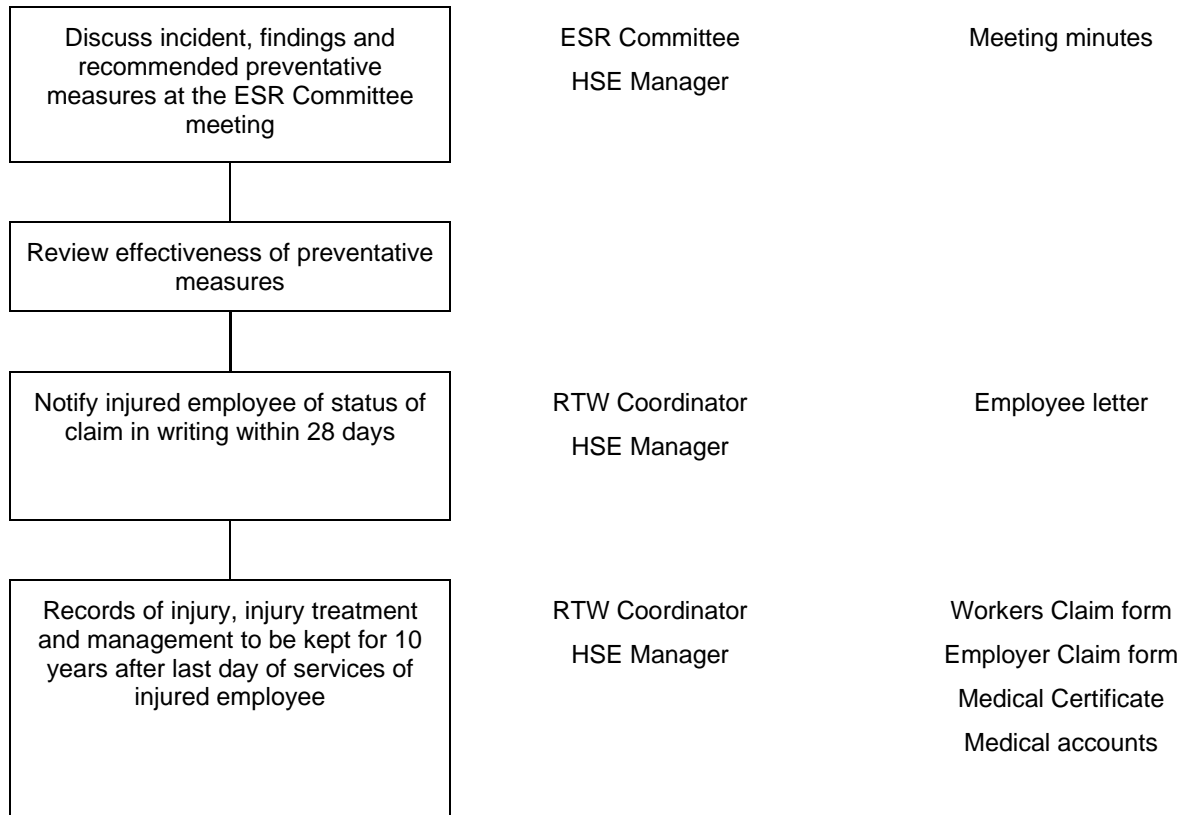 Discuss incident, findings and
recommended preventative
measures at the ESR Committee
meeting
ESR Committee
HSE Manager
Meeting minutes
Review effectiveness of preventative
measures
Notify injured employee of status of
claim in writing within 28 days
RTW Coordinator
HSE Manager
Employee letter
Records of injury, injury treatment
and management to be kept for 10
years after last day of services of
injured employee
RTW Coordinator
HSE Manager
Workers Claim form
Employer Claim form
Medical Certificate
Medical accounts